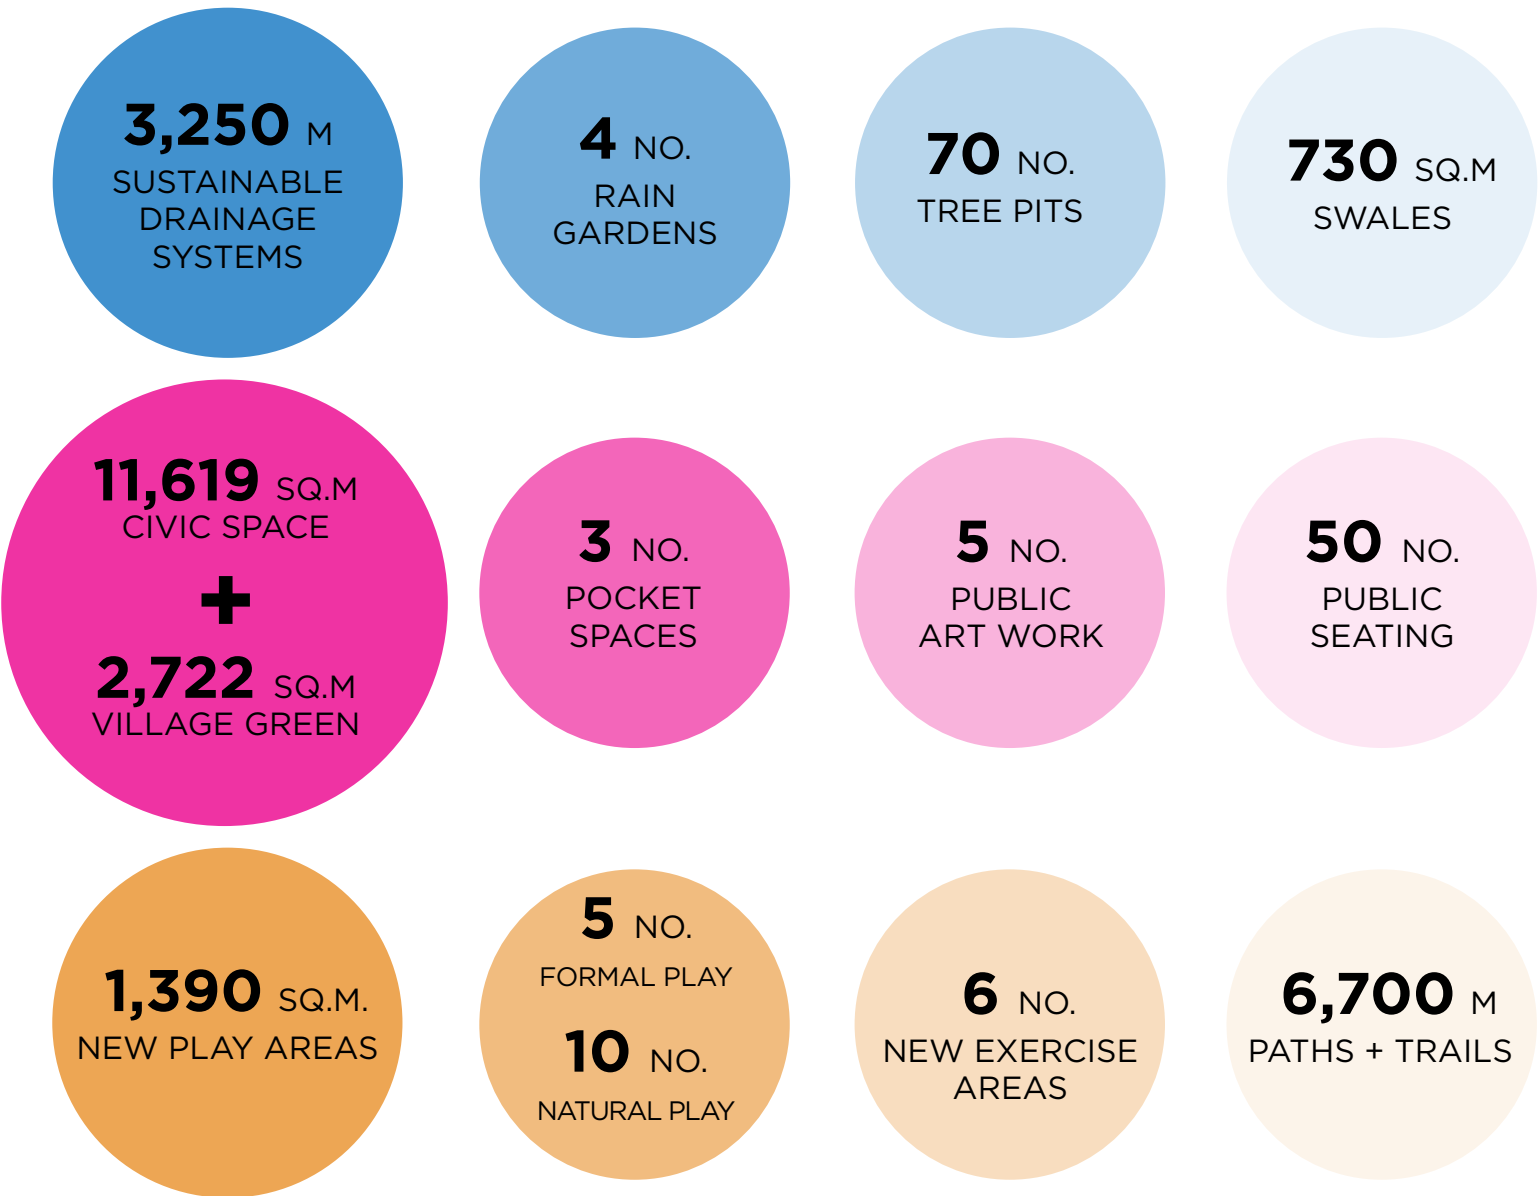 3,250 M
SUSTAINABLE
DRAINAGE
SYSTEMS
4 NO.
RAIN
GARDENS
70 NO.
TREE PITS
730 SQ.M
SWALES
11,619 SQ.M
CIVIC SPACE
+
2,722 SQ.M
VILLAGE GREEN
3 NO.
POCKET
SPACES
5 NO.
PUBLIC
ART WORK
50 NO.
PUBLIC
SEATING
1,390 SQ.M.
NEW PLAY AREAS
5 NO.
FORMAL PLAY
10 NO.
NATURAL PLAY
6 NO.
NEW EXERCISE
AREAS
6,700 M
PATHS + TRAILS